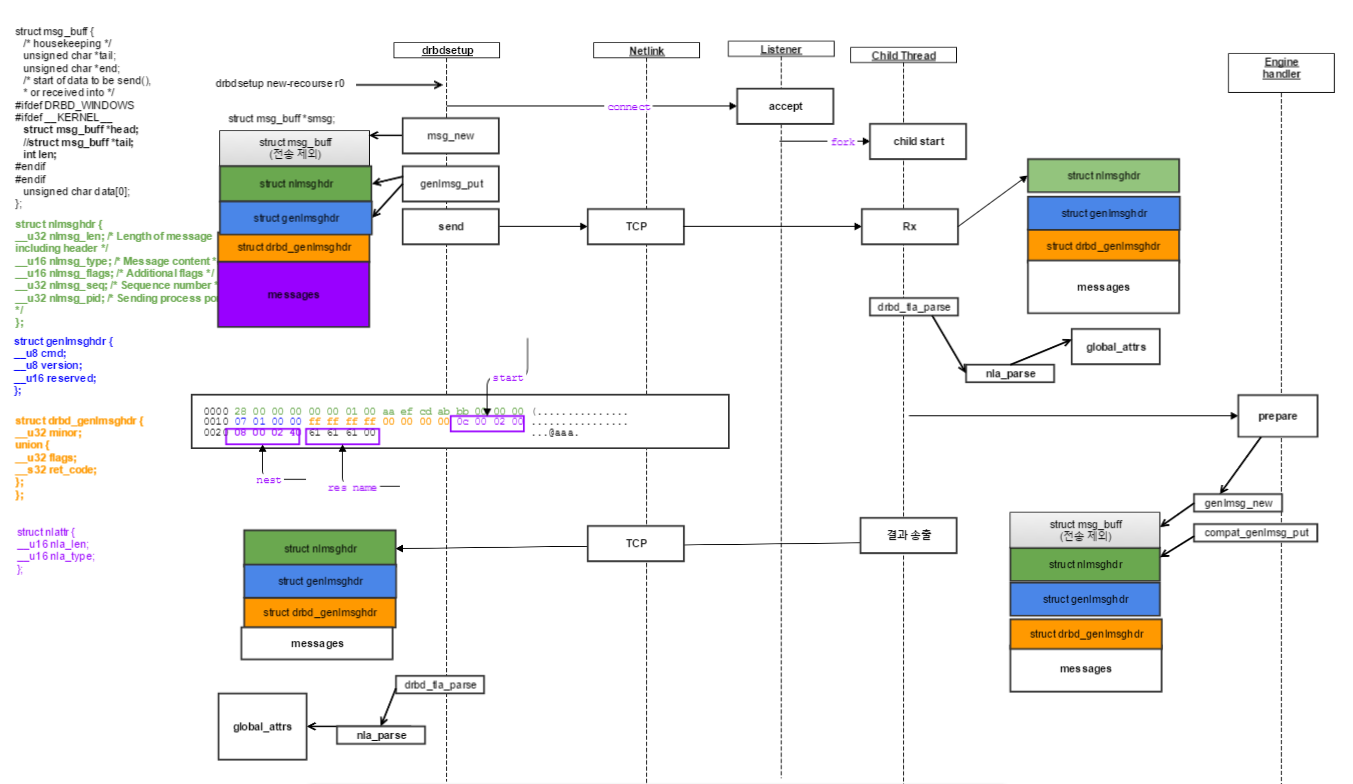 struct msg_buff {
/* housekeeping */
unsigned char *tail;
unsigned char *end;
/* start of data to be send(),
* or received into */
#ifdef DRBD_WINDOWS
#ifdef __KERNEL__
struct msg_buff *head;
//struct msg_buff *tail;
int len;
#endif
#endif
unsigned char data[0];
};
struct nlmsghdr {
__u32 nlmsg_len; /* Length of message
including header */
__u16 nlmsg_type; /* Message content *
__u16 nlmsg_flags; /* Additional flags */
__u32 nlmsg_seq; /* Sequence number *
__u32 nlmsg_pid; /* Sending process po
*/
};
struct genlmsghdr {
__u8 cmd;
__u8 version;
__u16 reserved;
};
struct drbd_genlmsghdr {
__u32 minor;
union {
__u32 flags;
__s32 ret_code;
};
};
struct nlattr {
__u16 nla_len;
__u16 nla_type;
};
drbdsetup
Netlink
Listener
Child Thread
Engine
handler
drbdsetup new-recourse r0
connect
accept
struct msg_buff *smsg;
msg_new
fork
child start
struct msg_buff
(전송 제외)
struct nlmsghdr
genlmsg_put
struct genlmsghdr
send
TCP
Rx
struct drbd_genlmsghdr
messages
struct nlmsghdr
struct genlmsghdr
struct drbd_genlmsghdr
messages
drbd_tla_parse
nla_parse
global_attrs
start
0000 28 00 00 00 00 00 01 00 aa ef cd ab bb 00 00 00 (...............
0010 07 01 00 00 ff ff ff ff 00 00 00 00 0c 00 02 00 ................
0020 08 00 02 40 61 61 61 00 ...@aaa.
nest
res name
prepare
genlmsg_new
compat_genlmsg_put
struct msg_buff
(전송 제외)
struct nlmsghdr
struct genlmsghdr
struct drbd_genlmsghdr
messages
결과 송출
TCP
struct nlmsghdr
struct genlmsghdr
struct drbd_genlmsghdr
messages
drbd_tla_parse
nla_parse
global_attrs